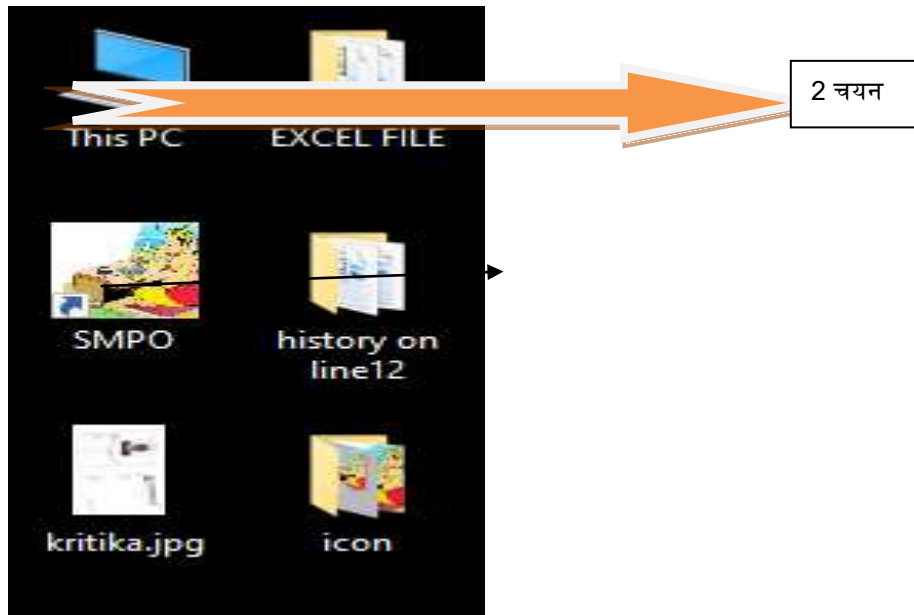 2 चयन
This PC
EXCEL FILE
SMPO
history on
line12
kritika.jpg
icon